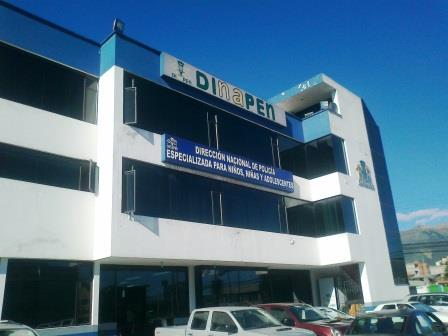 DINAPEN
DIRECCIÓN NACIONAL DE POLICÍA
ESPECIALIZADA PARA NIÑOS, NIÑAS Y ADOLESCENTES